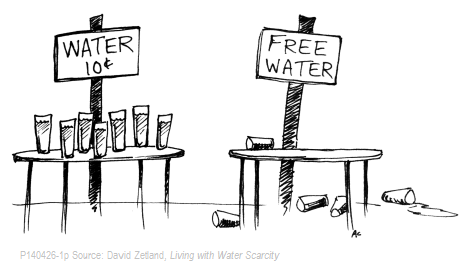 WATER
10¢
FREE
WATER
AC
P140426-1p Source: David Zetland, Living with Water Scarcity